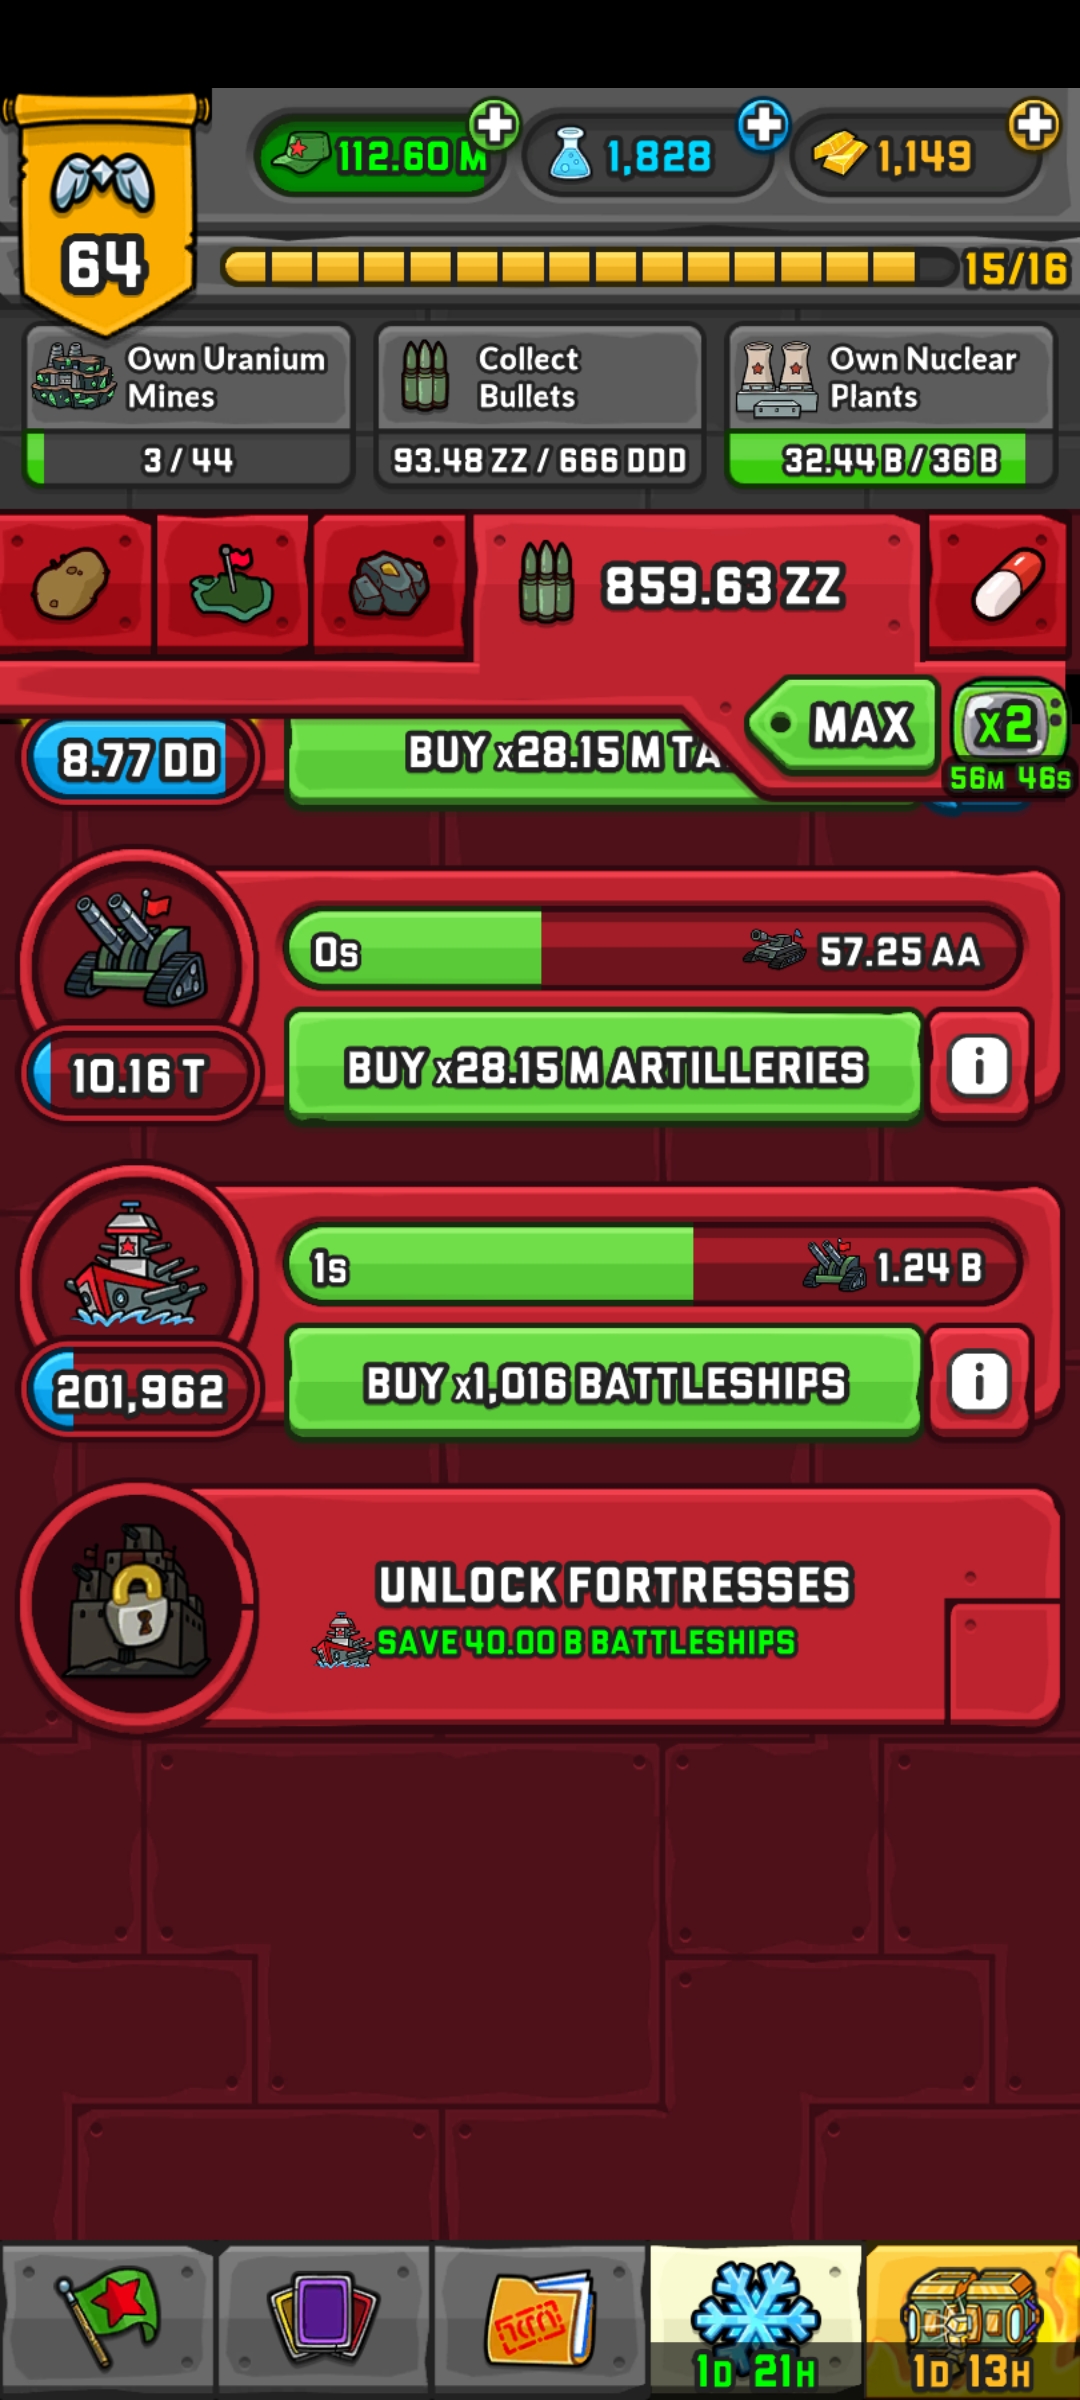 112.60 M
1,828
1,149
64
15/16
Own Uranium
Mines
3 / 44
Collect
Bullets
93.48 ZZ / 666 DDD
Own Nuclear
Plants
32.44 B / 36 B
859.63 ZZ
MAX
x2
56M 46S
8.77 DD
BUY x28.15 M TA
0s
57.25 AA
10.16 T
BUY x28.15 M ARTILLERIES
i
1s
1.24 B
201,962
BUY x1,016 BATTLESHIPS
i
UNLOCK FORTRESSES
SAVE 40.00 B BATTLESHIPS
1D 21H
1D 13H